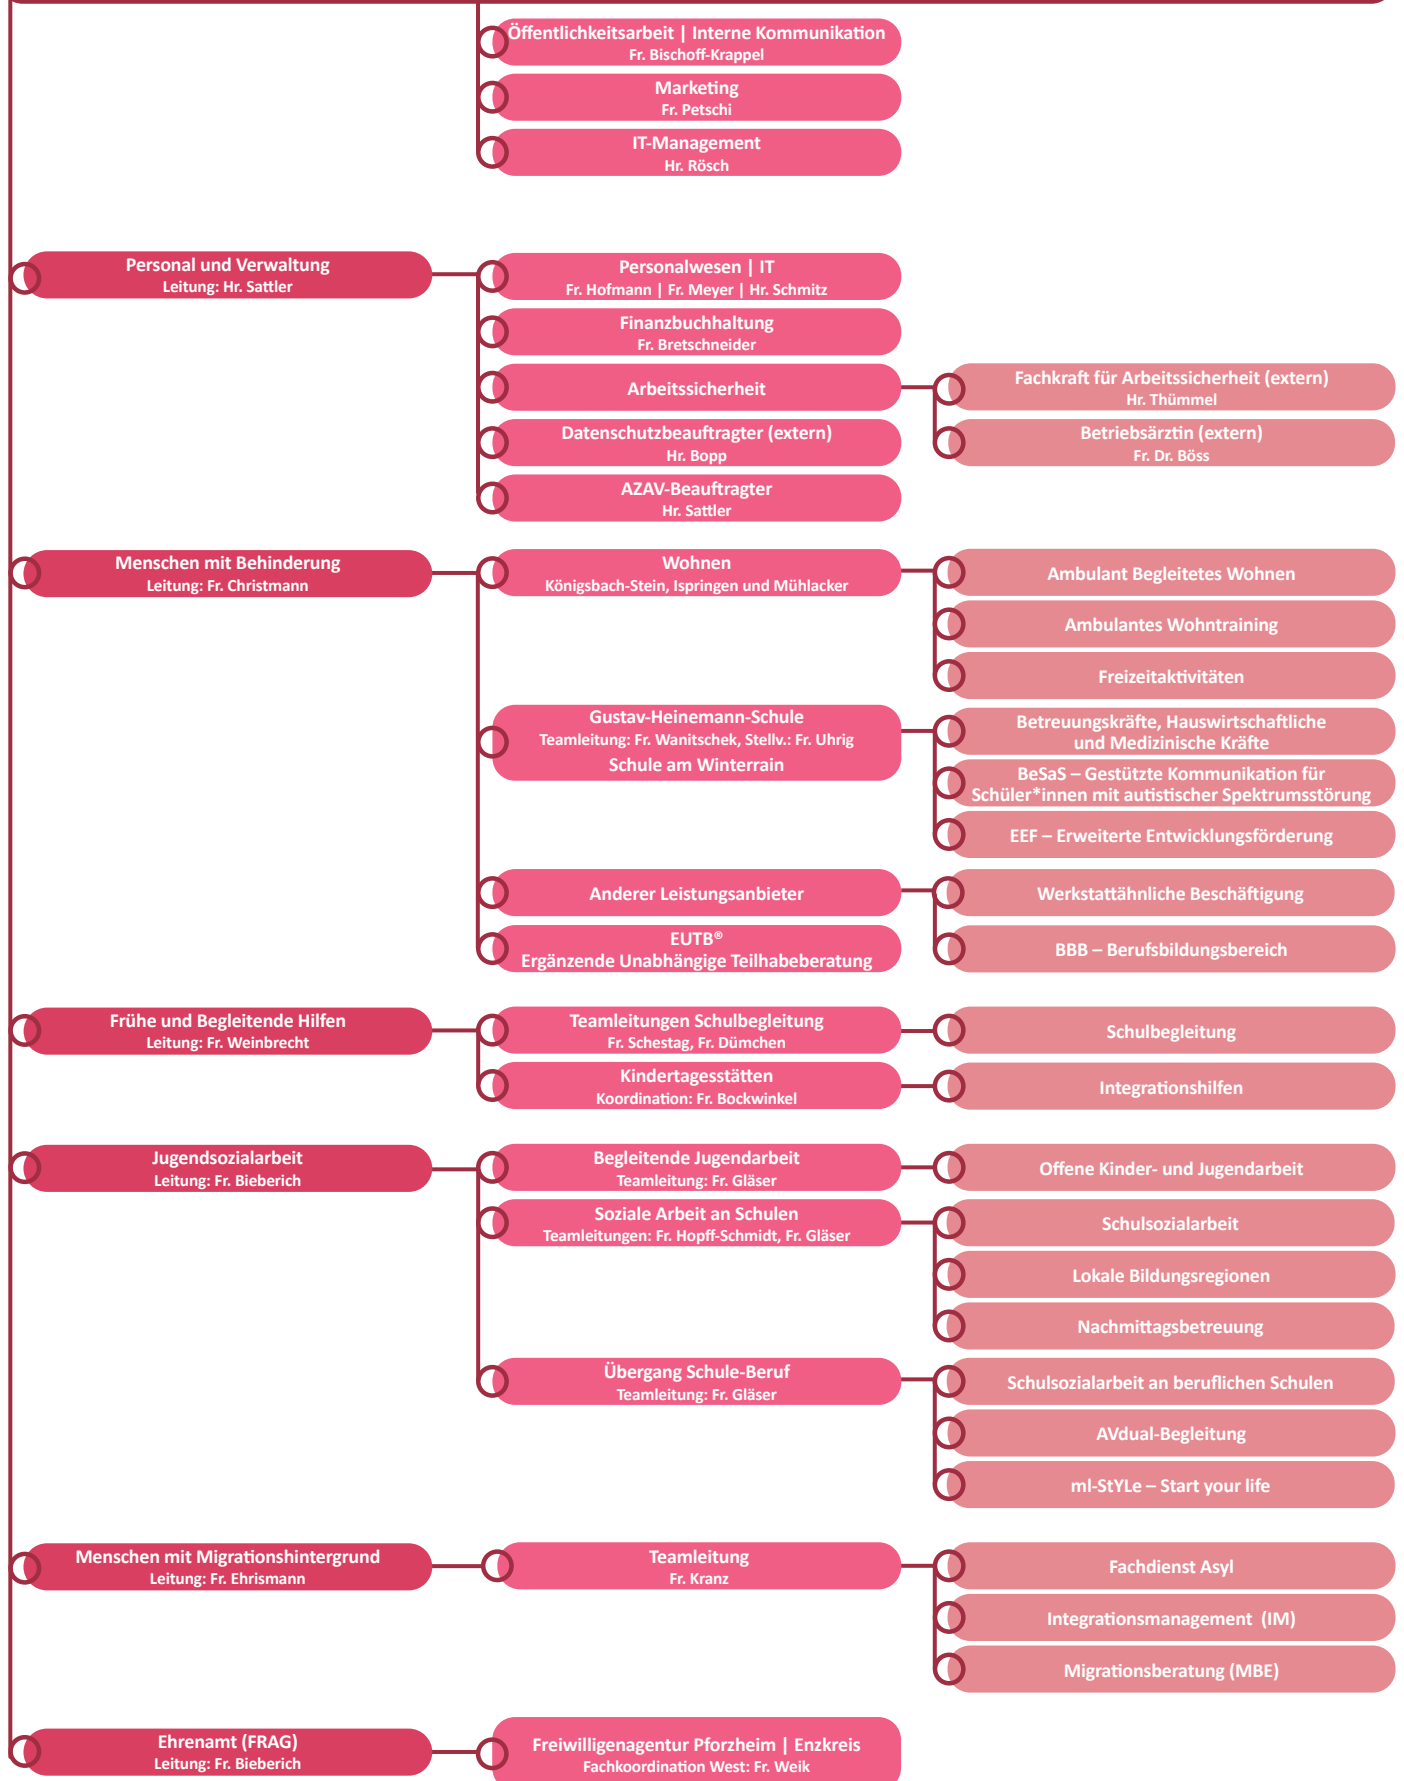 Öffentlichkeitsarbeit | Interne Kommunikation
Fr. Bischoff-Krappel
Marketing
Fr. Petschi
IT-Management
Hr. Rösch
Personal und Verwaltung
Leitung: Hr. Sattler
Personalwesen | IT
Fr. Hofmann | Fr. Meyer | Hr. Schmitz
Finanzbuchhaltung
Fr. Bretschneider
Arbeitssicherheit
Fachkraft für Arbeitssicherheit (extern)
Hr. Thümmel
Betriebsärztin (extern)
Fr. Dr. Böss
Datenschutzbeauftragter (extern)
Hr. Bopp
AZAV-Beauftragter
Hr. Sattler
Menschen mit Behinderung
Leitung: Fr. Christmann
Wohnen
Königsbach-Stein, Ispringen und Mühlacker
Ambulant Begleitetes Wohnen
Ambulantes Wohntraining
Freizeitaktivitäten
Gustav-Heinemann-Schule
Teamleitung: Fr. Wanitschek, Stellv.: Fr. Uhrig
Schule am Winterrain
Betreuungskräfte, Hauswirtschaftliche
und Medizinische Kräfte
BeSaS – Gestützte Kommunikation für
Schüler*innen mit autistischer Spektrumsstörung
EEF – Erweiterte Entwicklungsförderung
Anderer Leistungsanbieter
Werkstattähnliche Beschäftigung
BBB – Berufsbildungsbereich
EUTB®
Ergänzende Unabhängige Teilhabeberatung
Frühe und Begleitende Hilfen
Leitung: Fr. Weinbrecht
Teamleitungen Schulbegleitung
Fr. Schestag, Fr. Dümchen
Schulbegleitung
Kindertagesstätten
Koordination: Fr. Bockwinkel
Integrationshilfen
Jugendsozialarbeit
Leitung: Fr. Bieberich
Begleitende Jugendarbeit
Teamleitung: Fr. Gläser
Offene Kinder- und Jugendarbeit
Soziale Arbeit an Schulen
Teamleitungen: Fr. Hopff-Schmidt, Fr. Gläser
Schulsozialarbeit
Lokale Bildungsregionen
Nachmittagsbetreuung
Übergang Schule-Beruf
Teamleitung: Fr. Gläser
Schulsozialarbeit an beruflichen Schulen
AVdual-Begleitung
ml-StYLe – Start your life
Menschen mit Migrationshintergrund
Leitung: Fr. Ehrismann
Teamleitung
Fr. Kranz
Fachdienst Asyl
Integrationsmanagement (IM)
Migrationsberatung (MBE)
Ehrenamt (FRAG)
Leitung: Fr. Bieberich
Freiwilligenagentur Pforzheim | Enzkreis
Fachkoordination West: Fr. Weik